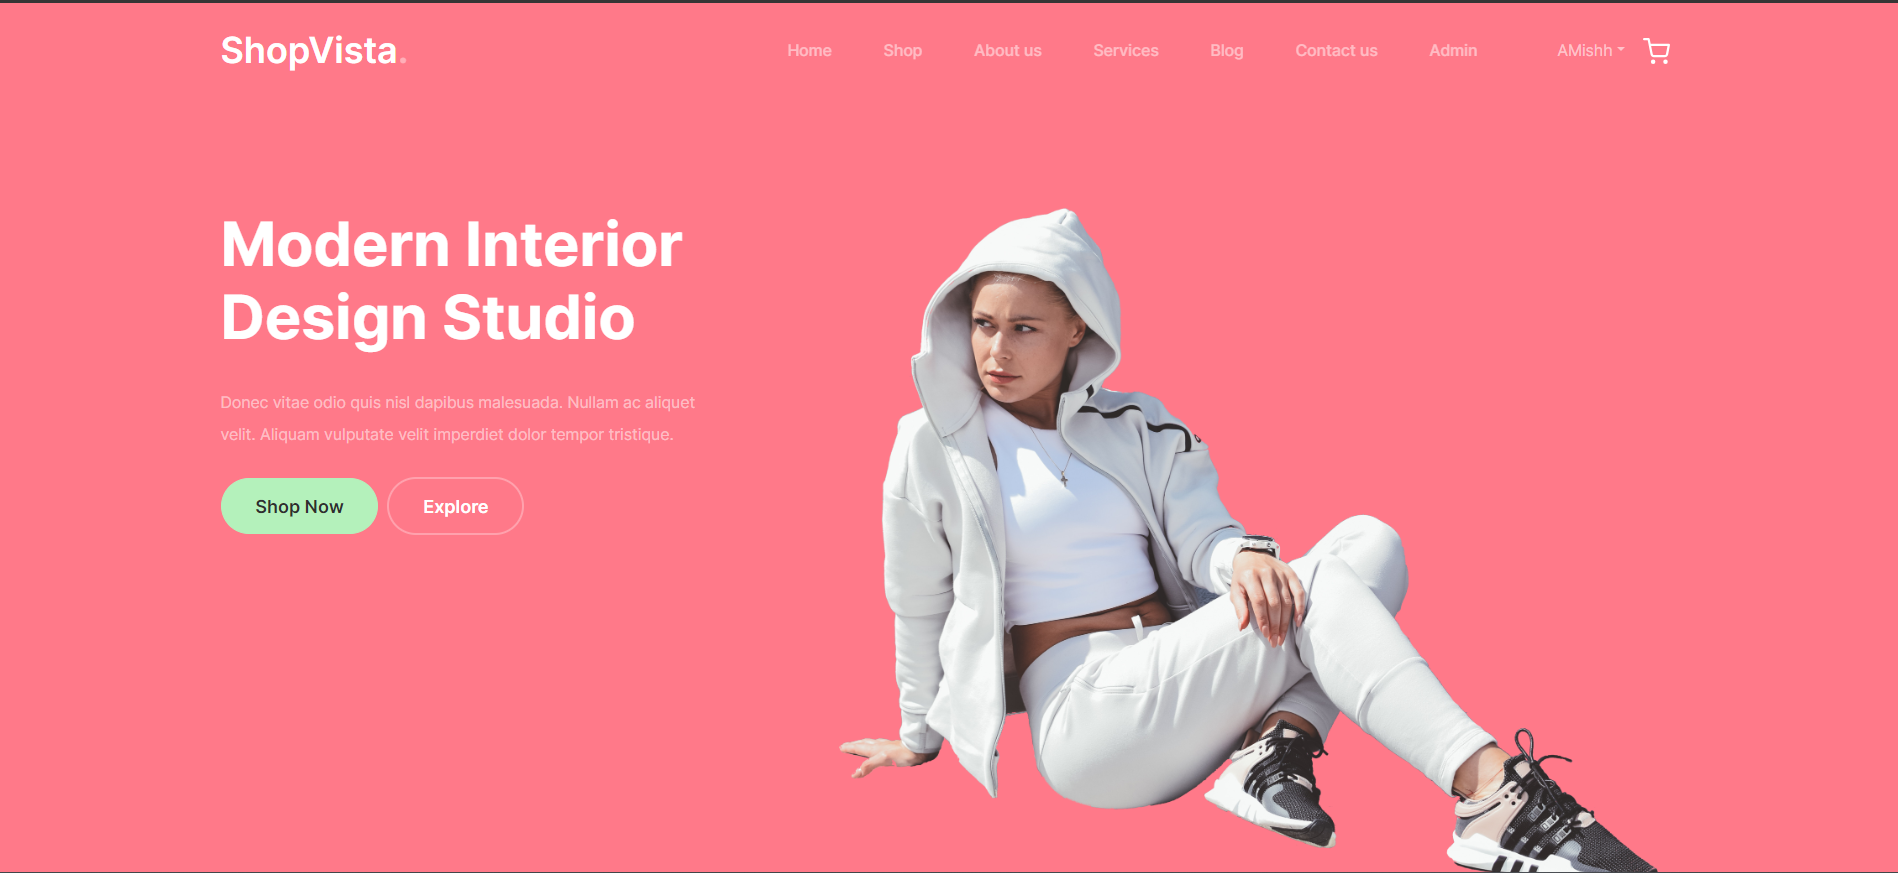 ShopVista.
Home Shop About us Services Blog Contact us Admin AMishh
Modern Interior
Design Studio
Donec vitae odio quis nisl dapibus malesuada. Nullam ac aliquet
velit. Aliquam vulputate velit imperdiet dolor tempor tristique.
Shop Now Explore